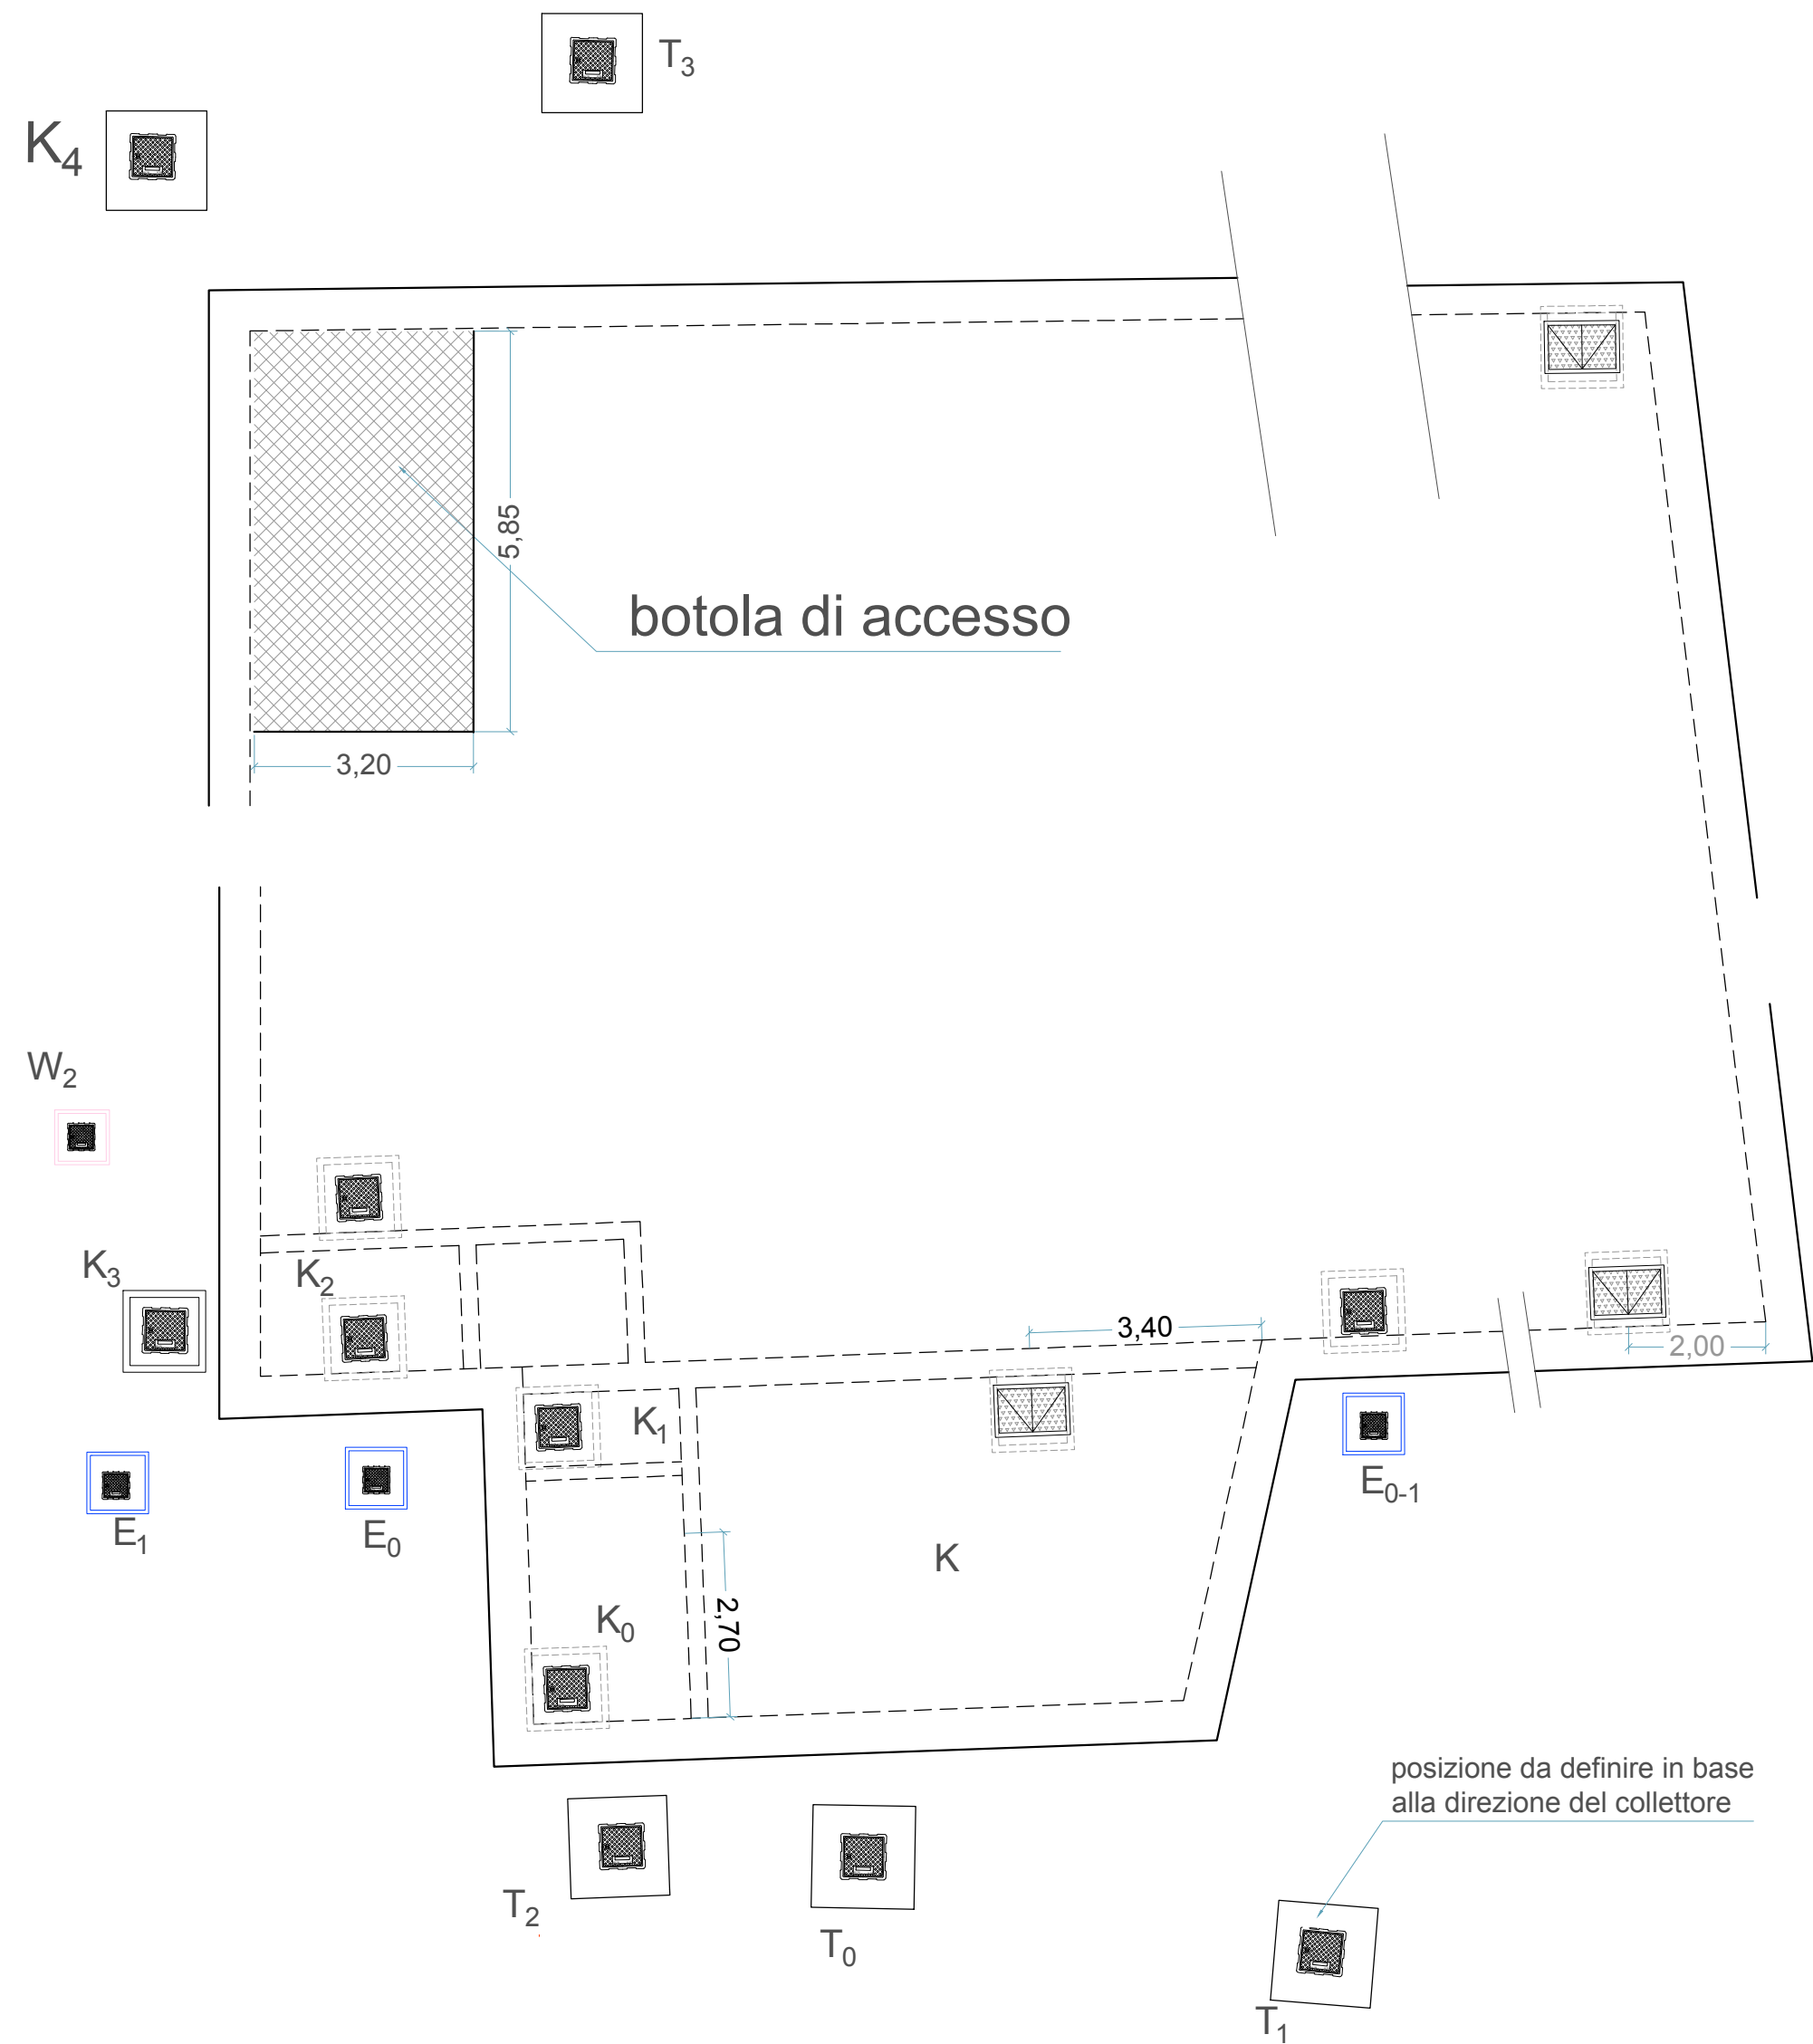 T3
K4
5,85
botola di accesso
3,20
W2
K3
K2
3,40
2,00
K1
E0-1
E1
E0
K
2,70
K0
posizione da definire in base
alla direzione del collettore
T2
T0
T1